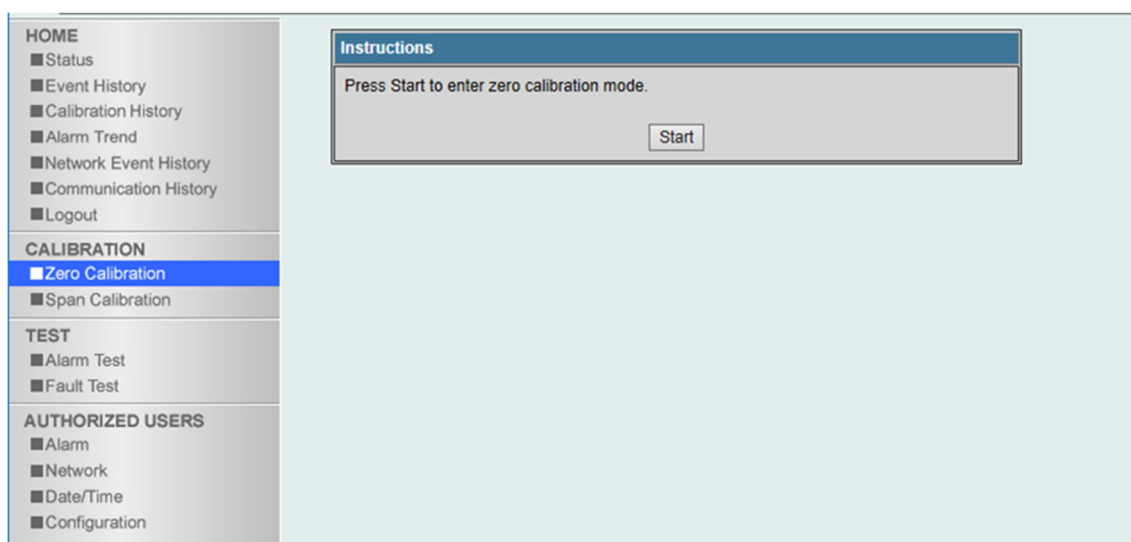 HOME
Status
Event History
Calibration History
Alarm Trend
Network Event History
Communication History
Logout
CALIBRATION
Zero Calibration
Span Calibration
TEST
Alarm Test
Fault Test
AUTHORIZED USERS
Alarm
Network
Date/Time
Configuration
Instructions
Press Start to enter zero calibration mode.
Start